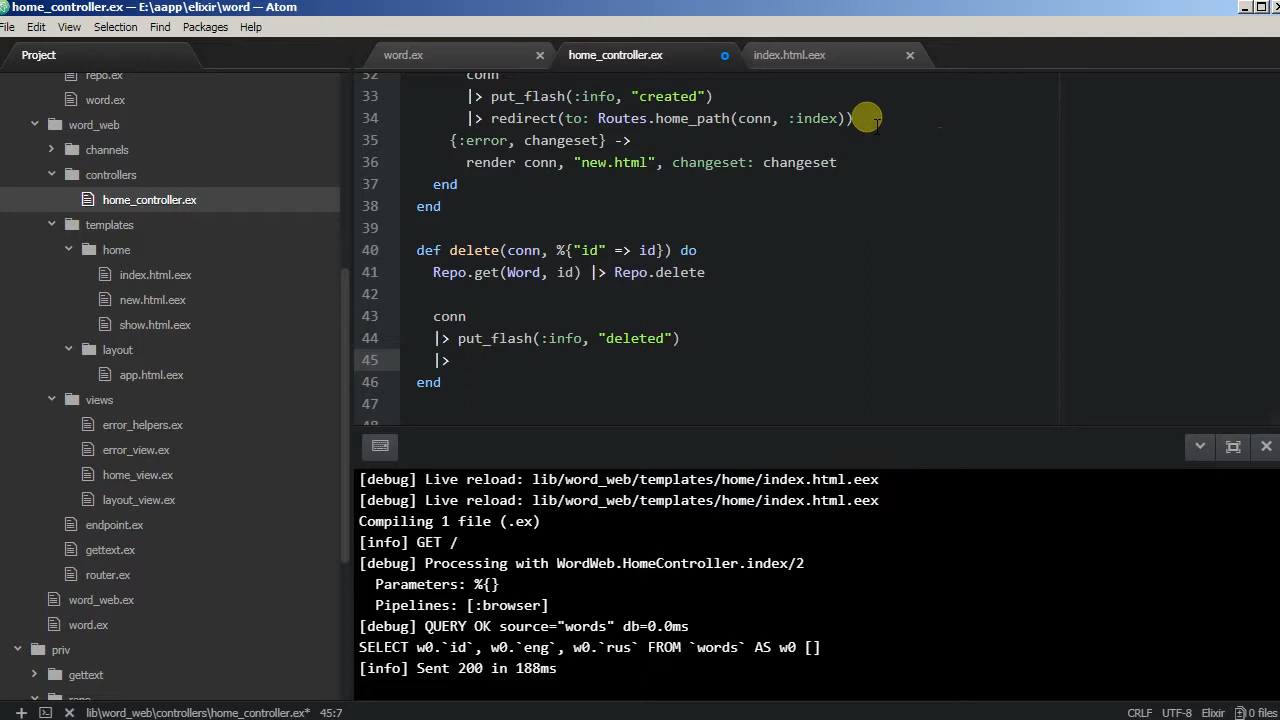 home_controller.ex — E:\aapp\elixir\word — Atom
File Edit View Selection Find Packages Help
Project
word.ex
home_controller.ex
index.html.eex
repo.ex
word.ex
word_web
channels
controllers
home_controller.ex
templates
home
index.html.eex
new.html.eex
show.html.eex
layout
app.html.eex
views
error_helpers.ex
error_view.ex
home_view.ex
layout_view.ex
endpoint.ex
gettext.ex
router.ex
word_web.ex
word.ex
priv
gettext
repo
32 conn
33 |> put_flash(:info, "created")
34 |> redirect(to: Routes.home_path(conn, :index))
35 {:error, changeset} ->
36 render conn, "new.html", changeset: changeset
37 end
38 end
39
40 def delete(conn, %{"id" => id}) do
41 Repo.get(Word, id) |> Repo.delete
42
43 conn
44 |> put_flash(:info, "deleted")
45 |>
46 end
47
48
[debug] Live reload: lib/word_web/templates/home/index.html.eex
[debug] Live reload: lib/word_web/templates/home/index.html.eex
Compiling 1 file (.ex)
[info] GET /
[debug] Processing with WordWeb.HomeController.index/2
Parameters: %{}
Pipelines: [:browser]
[debug] QUERY OK source="words" db=0.0ms
SELECT w0.`id`, w0.`eng`, w0.`rus` FROM `words` AS w0 []
[info] Sent 200 in 188ms
lib\word_web\controllers\home_controller.ex* 45:7
CRLF UTF-8 Elixir 0 files